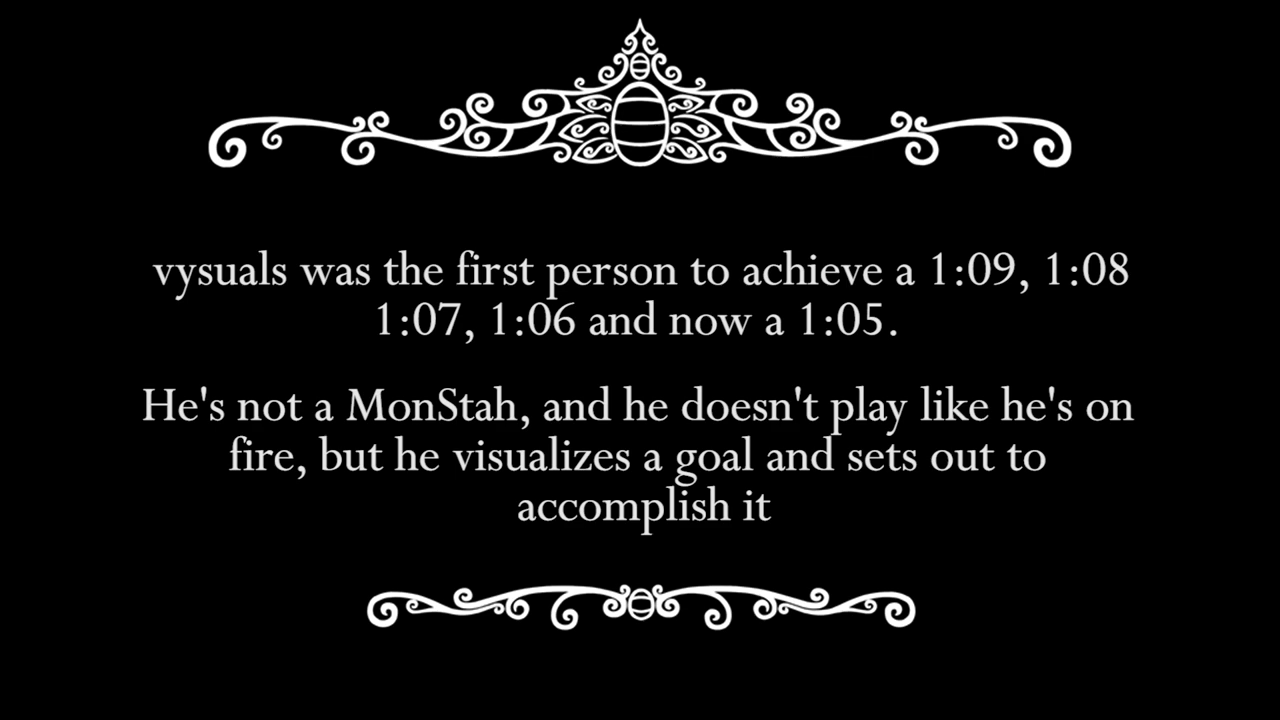 vysuals was the first person to achieve a 1:09, 1:08
1:07, 1:06 and now a 1:05.
He's not a MonStah, and he doesn't play like he's on
fire, but he visualizes a goal and sets out to
accomplish it